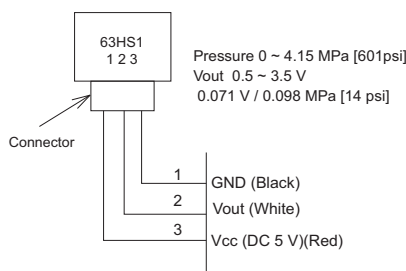 63HS1
1 2 3
Pressure 0 ~ 4.15 MPa [601psi]
Vout 0.5 ~ 3.5 V
0.071 V / 0.098 MPa [14 psi]
Connector
1
GND (Black)
2
Vout (White)
3
Vcc (DC 5 V)(Red)